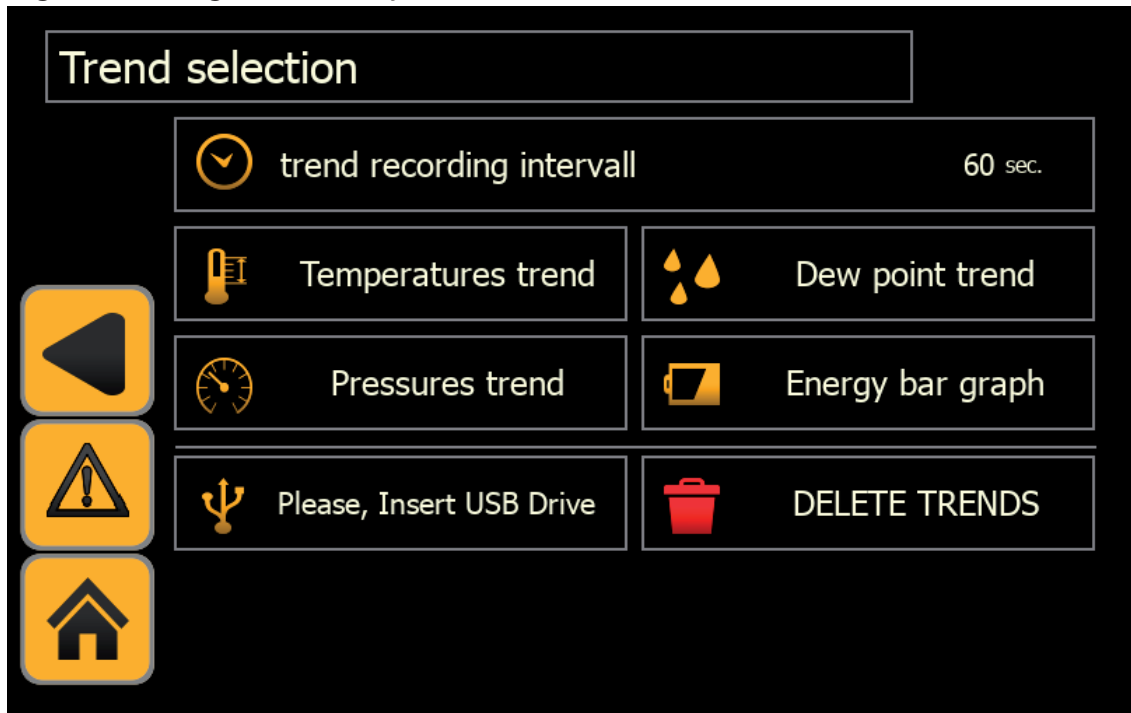 Trend selection
trend recording intervall 60 sec.
Temperatures trend
Dew point trend
Pressures trend
Energy bar graph
Please, Insert USB Drive
DELETE TRENDS